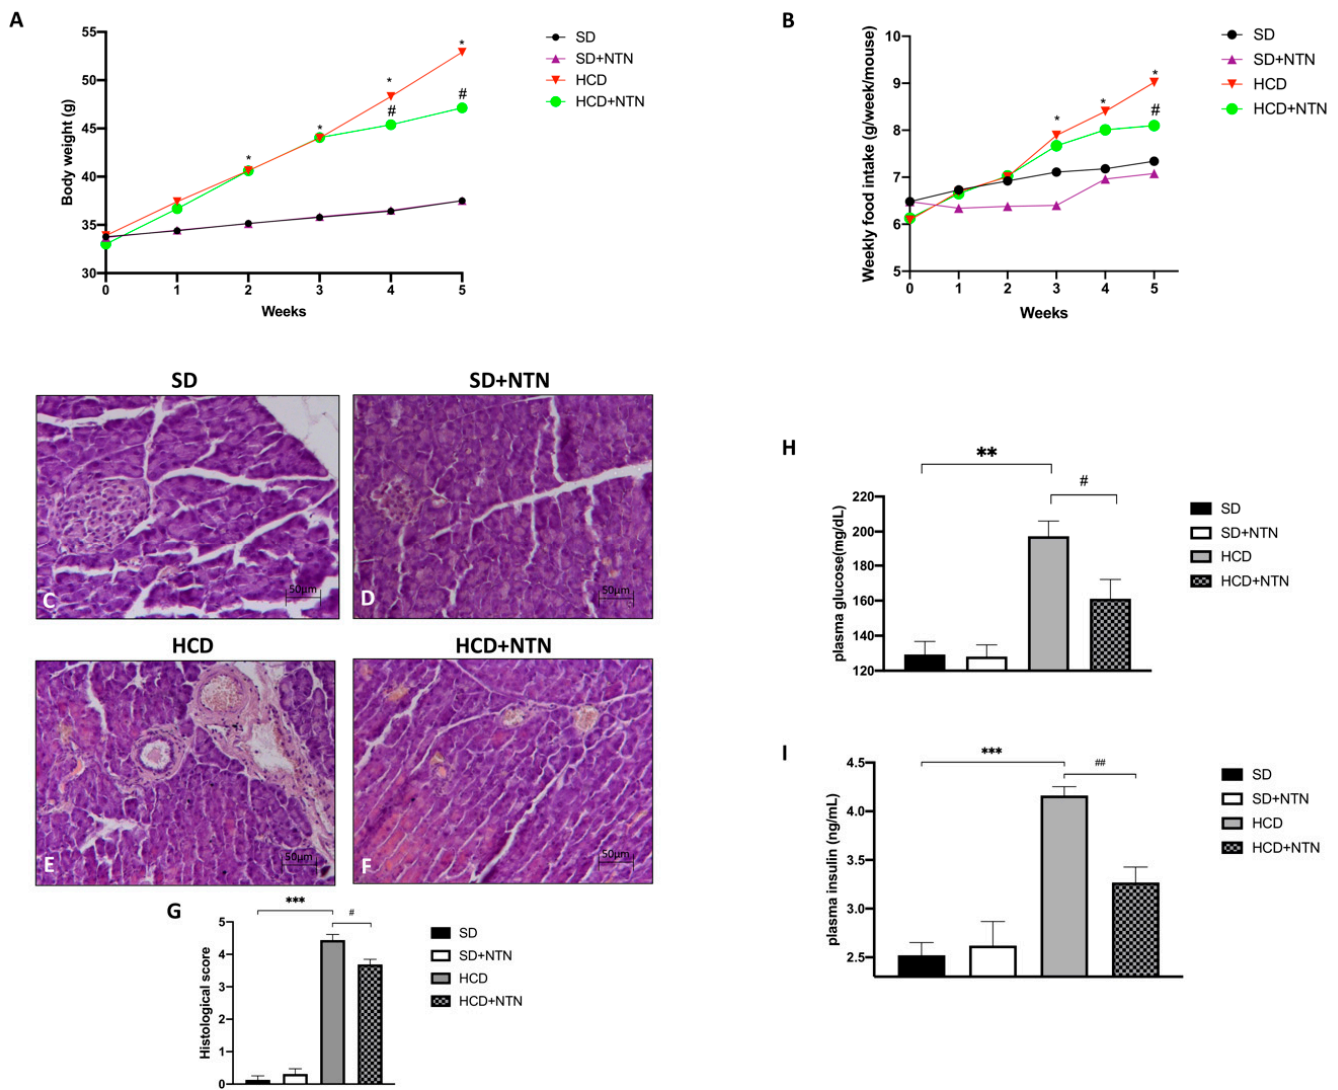 A
55
50
45
40
35
30
Body weight (g)
0 1 2 3 4 5
Weeks
* * * *
# #
SD
SD+NTN
HCD
HCD+NTN
B
10
9
8
7
6
5
Weekly food intake (g/week/mouse)
0 1 2 3 4 5
Weeks
* * *
#
SD
SD+NTN
HCD
HCD+NTN
SD
SD+NTN
C
50µm
D
50µm
HCD
HCD+NTN
E
50µm
F
50µm
G
***
#
5
4
3
2
1
0
Histological score
SD
SD+NTN
HCD
HCD+NTN
H
**
#
220
200
180
160
140
120
plasma glucose(mg/dL)
SD
SD+NTN
HCD
HCD+NTN
I
***
##
4.5
4.0
3.5
3.0
2.5
plasma insulin (ng/mL)
SD
SD+NTN
HCD
HCD+NTN